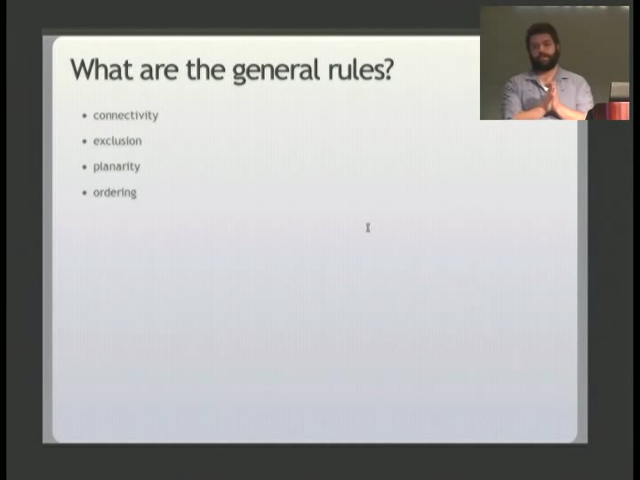 What are the general rules?
• connectivity
• exclusion
• planarity
• ordering